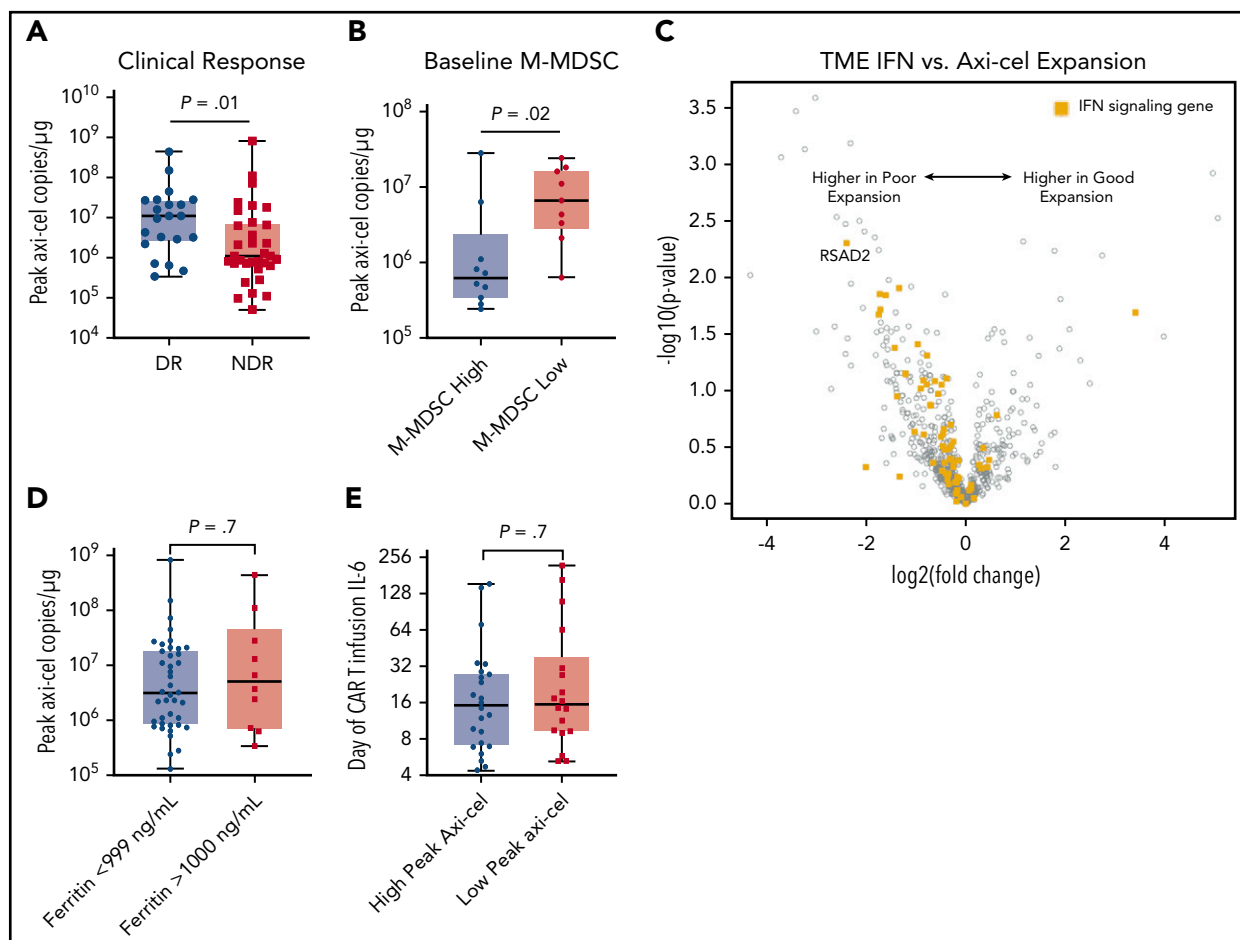 A
Clinical Response
Peak axi-cel copies/µg
10^10
10^9
10^8
10^7
10^6
10^5
10^4
P = .01
DR
NDR
B
Baseline M-MDSC
Peak axi-cel copies/µg
10^8
10^7
10^6
10^5
P = .02
M-MDSC High
M-MDSC Low
C
TME IFN vs. Axi-cel Expansion
-log10(p-value)
3.5
3.0
2.5
2.0
1.5
1.0
0.5
0.0
IFN signaling gene
Higher in Poor
Expansion
Higher in Good
Expansion
RSAD2
-4
-2
0
2
4
log2(fold change)
D
Peak axi-cel copies/µg
10^9
10^8
10^7
10^6
10^5
P = .7
Ferritin <999 ng/mL
Ferritin >1000 ng/mL
E
Day of CAR T infusion IL-6
256
128
64
32
16
8
4
P = .7
High Peak Axi-cel
Low Peak axi-cel